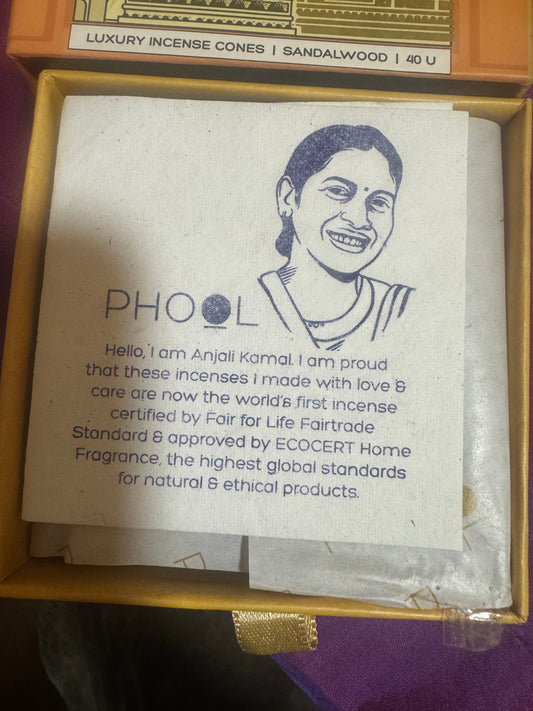 LUXURY INCENSE CONES | SANDALWOOD | 40 U
PHOOL
Hello, I am Anjali Kamal. I am proud
that these incenses I made with love &
care are now the world's first incense
certified by Fair for Life Fairtrade
Standard & approved by ECOCERT Home
Fragrance, the highest global standards
for natural & ethical products.